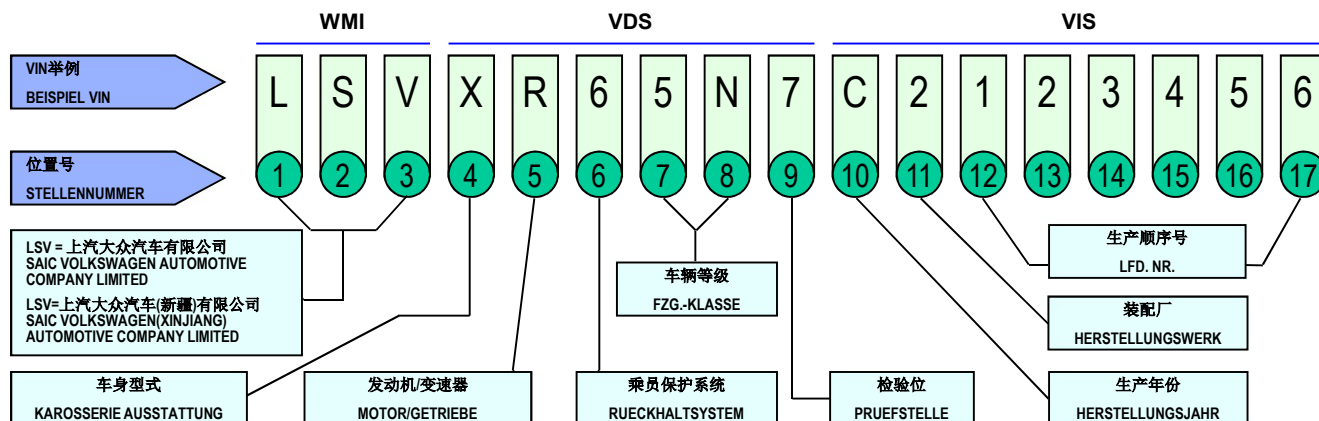 WMI VDS VIS
VIN举例
BEISPIEL VIN
L S V X R 6 5 N 7 C 2 1 2 3 4 5 6
位置号
STELLENNUMMER
1 2 3 4 5 6 7 8 9 10 11 12 13 14 15 16 17
LSV = 上汽大众汽车有限公司
SAIC VOLKSWAGEN AUTOMOTIVE
COMPANY LIMITED
LSV=上汽大众汽车(新疆)有限公司
SAIC VOLKSWAGEN(XINJIANG)
AUTOMOTIVE COMPANY LIMITED
车辆等级
FZG.-KLASSE
生产顺序号
LFD. NR.
装配厂
HERSTELLUNGSWERK
车身型式
KAROSSERIE AUSSTATTUNG
发动机/变速器
MOTOR/GETRIEBE
乘员保护系统
RUECKHALTSYSTEM
检验位
PRUEFSTELLE
生产年份
HERSTELLUNGSJAHR